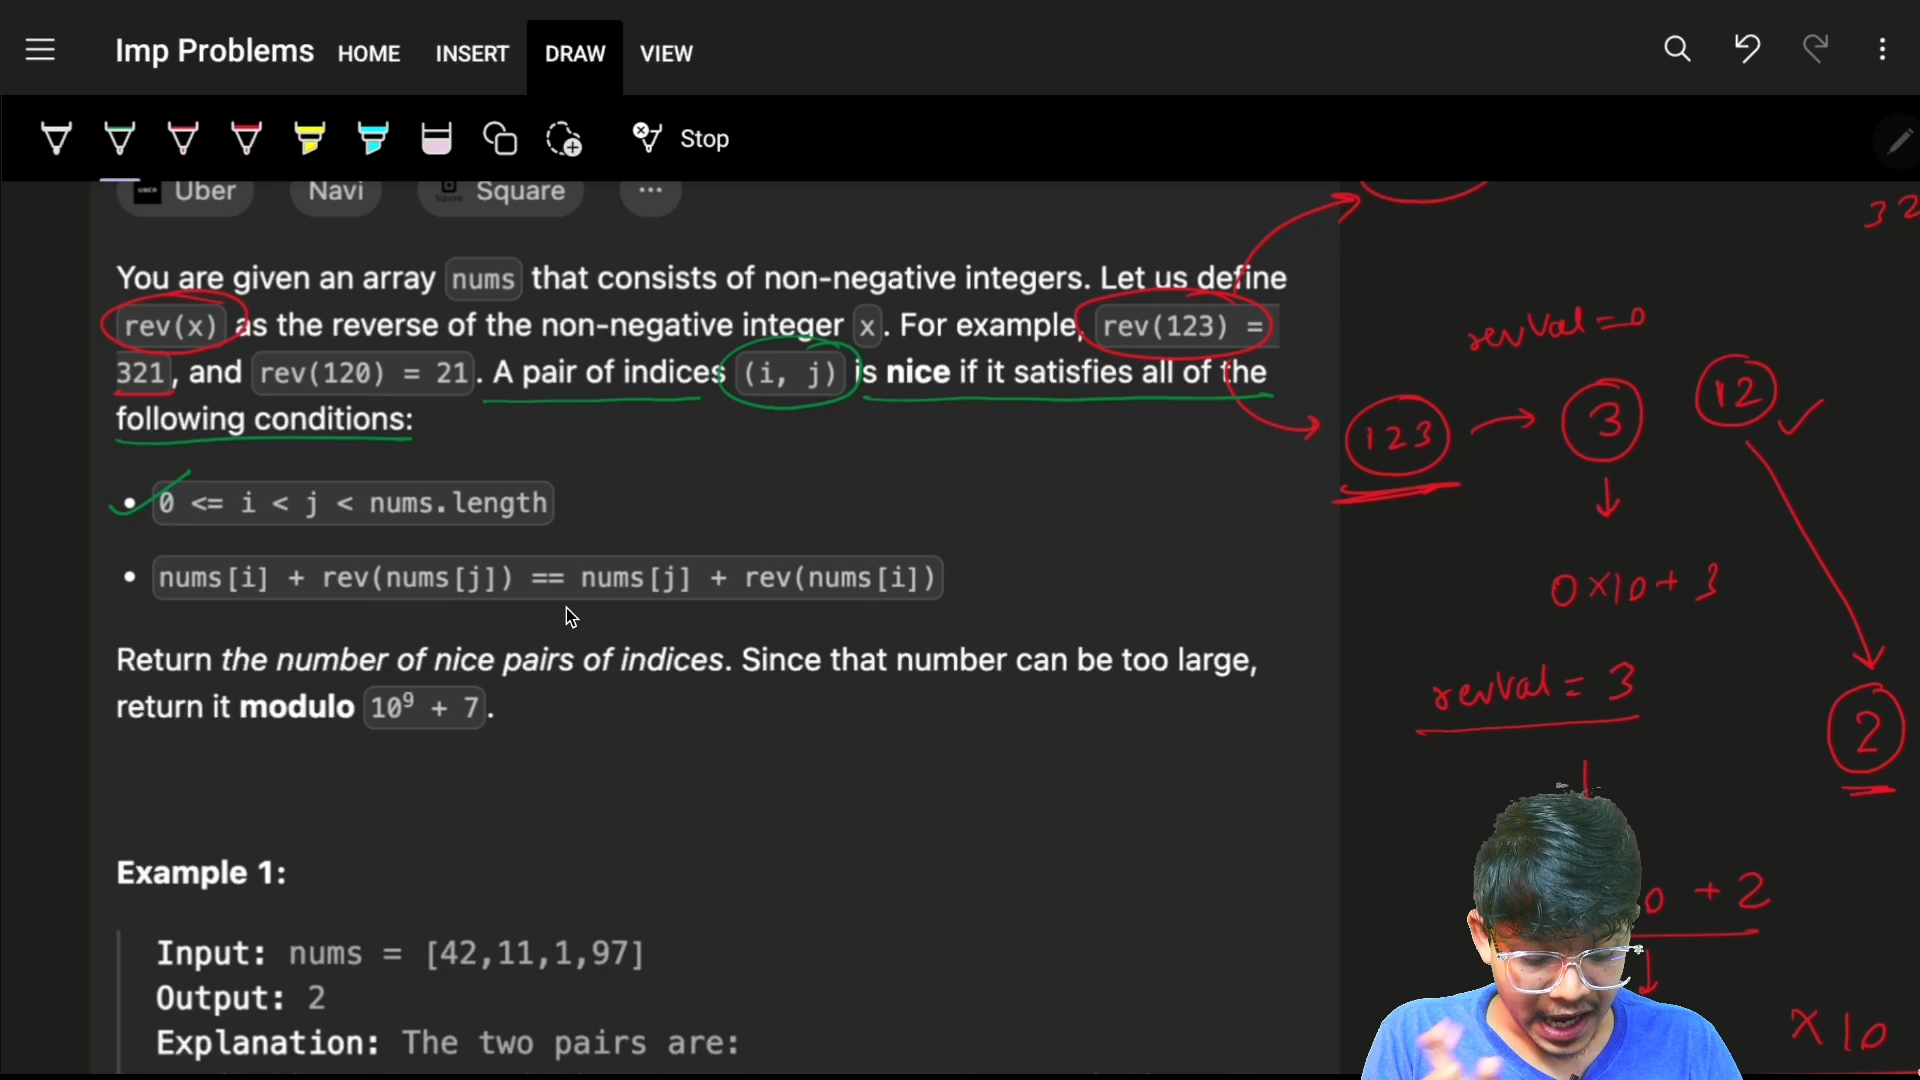 Imp Problems HOME INSERT DRAW VIEW
Stop
UBER Uber Navi Square Square ...
32
You are given an array nums that consists of non-negative integers. Let us define
rev(x) as the reverse of the non-negative integer x. For example, rev(123) =
321, and rev(120) = 21. A pair of indices (i, j) is nice if it satisfies all of the
following conditions:
• 0 <= i < j < nums.length
• nums[i] + rev(nums[j]) == nums[j] + rev(nums[i])
Return the number of nice pairs of indices. Since that number can be too large,
return it modulo 10⁹ + 7.
Example 1:
Input: nums = [42,11,1,97]
Output: 2
Explanation: The two pairs are:
revVal=0
123 → 3 12 ✓
0×10+3
revVal = 3
2
0 + 2
×10